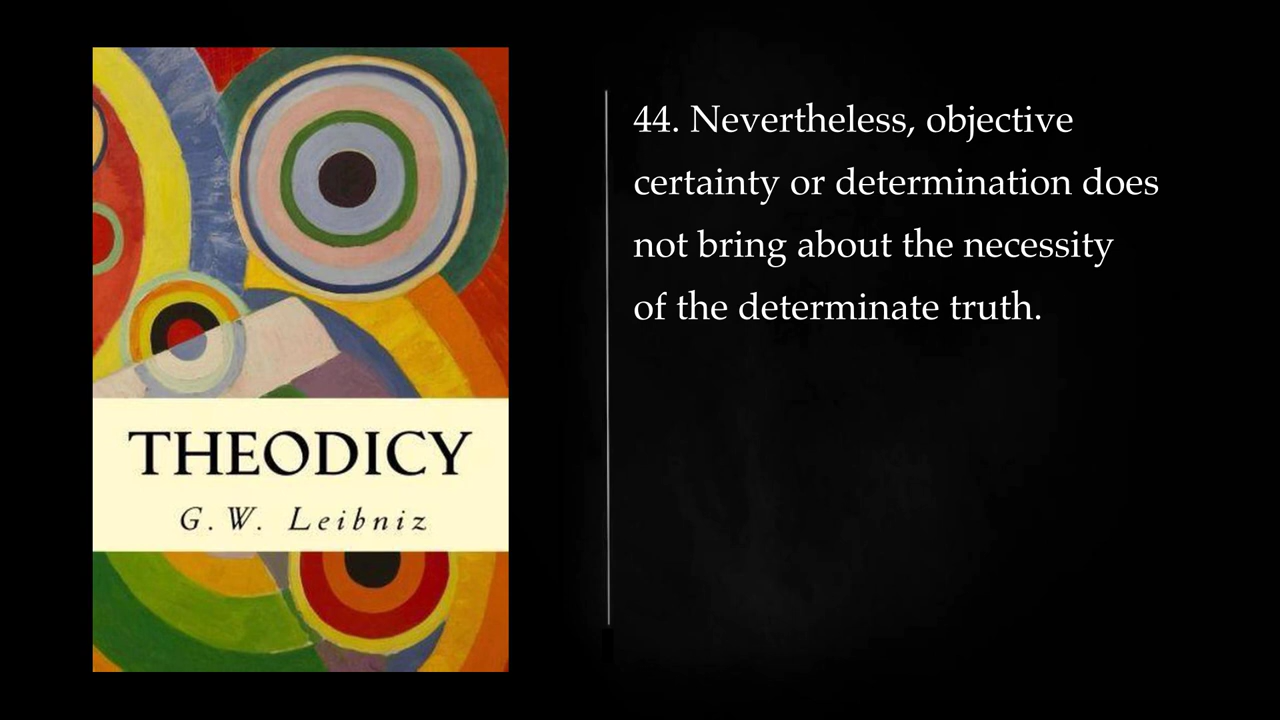 THEODICY
G. W. Leibniz
44. Nevertheless, objective
certainty or determination does
not bring about the necessity
of the determinate truth.